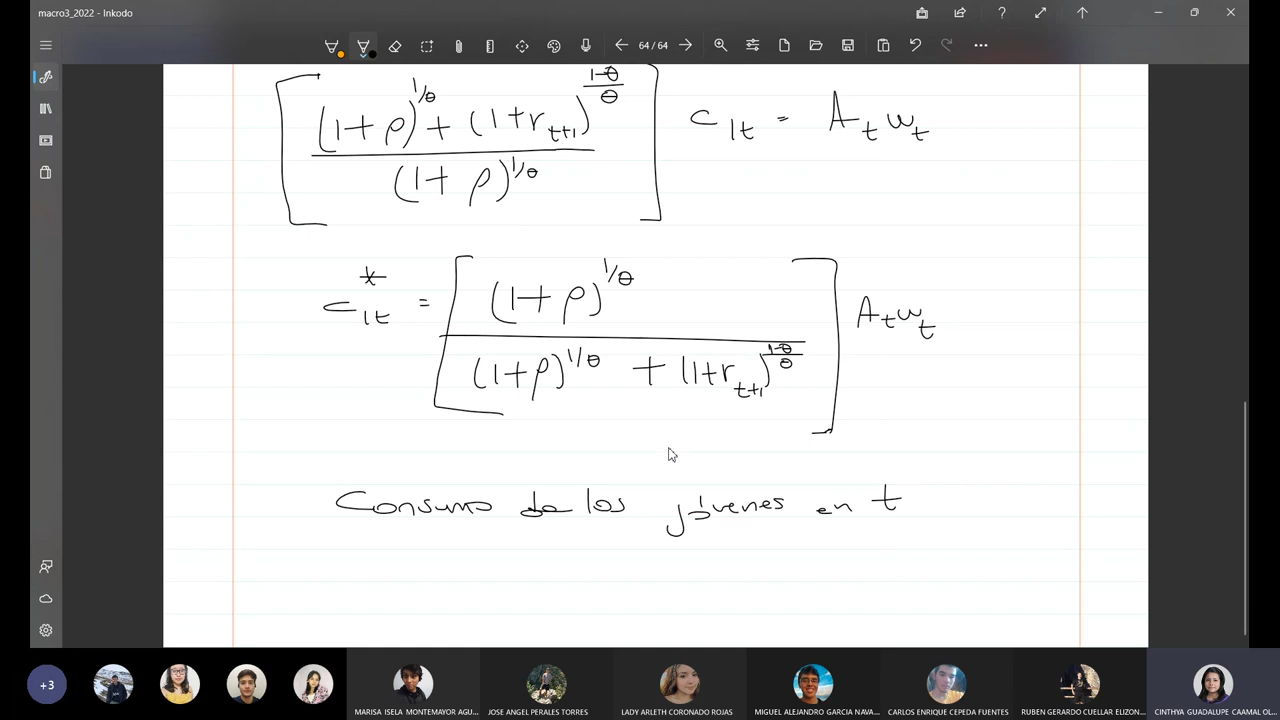 macro3_2022 - Inkodo
64 / 64
[ ((1+ρ)^{1/θ} + (1+r_{t+1})^{(1-θ)/θ}) / (1+ρ)^{1/θ} ] c_{1t} = A_t w_t
c_{1t}^* = [ (1+ρ)^{1/θ} / ((1+ρ)^{1/θ} + (1+r_{t+1})^{(1-θ)/θ}) ] A_t w_t
Consumo de los jóvenes en t
+3
MARISA ISELA MONTEMAYOR AGU...
JOSE ANGEL PERALES TORRES
LADY ARLETH CORONADO ROJAS
MIGUEL ALEJANDRO GARCIA NAVA...
CARLOS ENRIQUE CEPEDA FUENTES
RUBEN GERARDO CUELLAR ELIZON...
CINTHYA GUADALUPE CAAMAL OL...